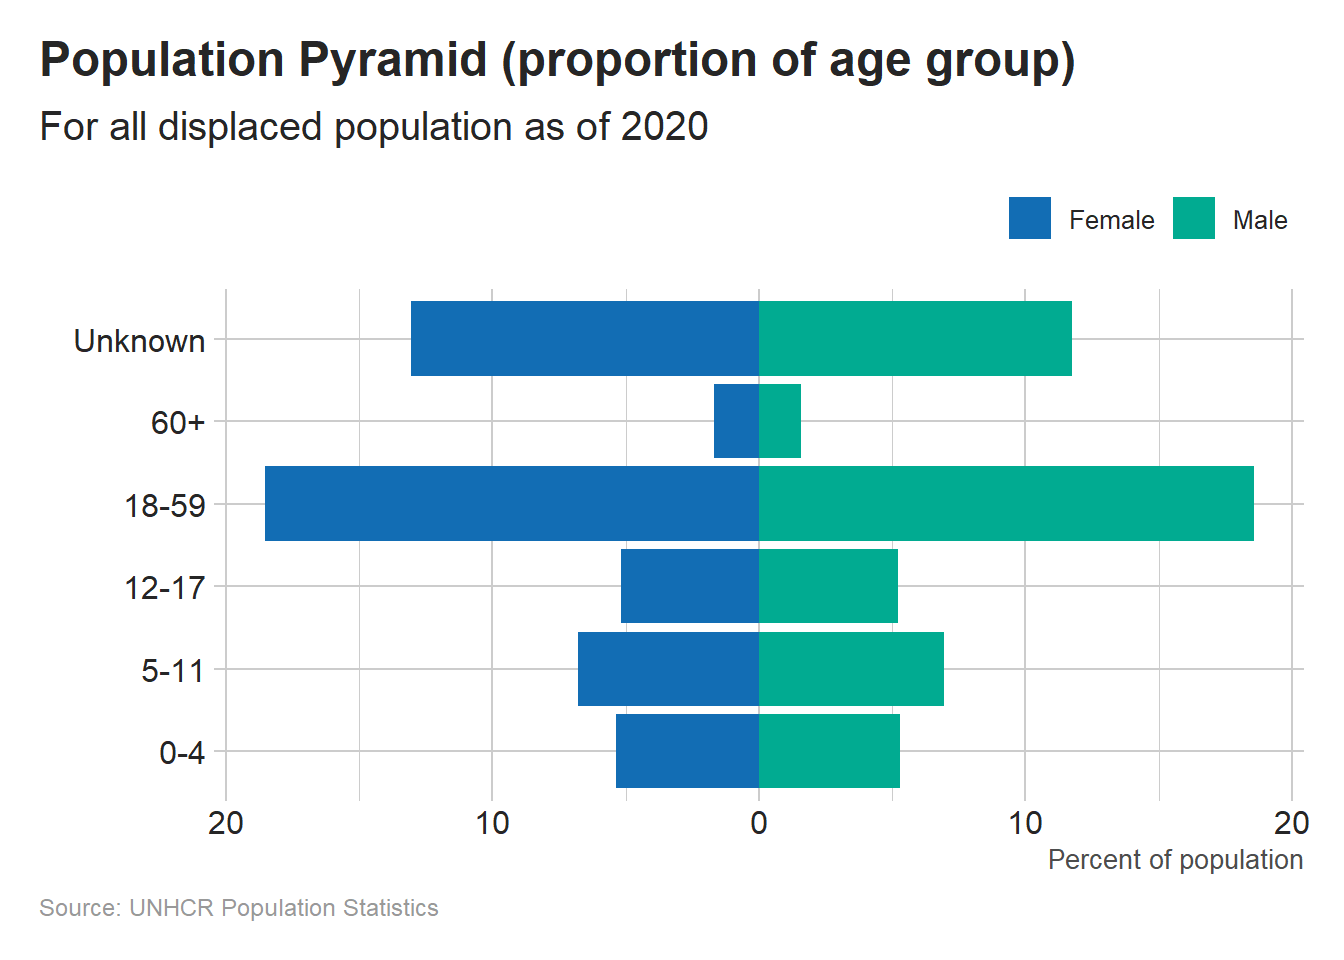 Population Pyramid (proportion of age group)
For all displaced population as of 2020
Female Male
Unknown
60+
18-59
12-17
5-11
0-4
20 10 0 10 20
Percent of population
Source: UNHCR Population Statistics